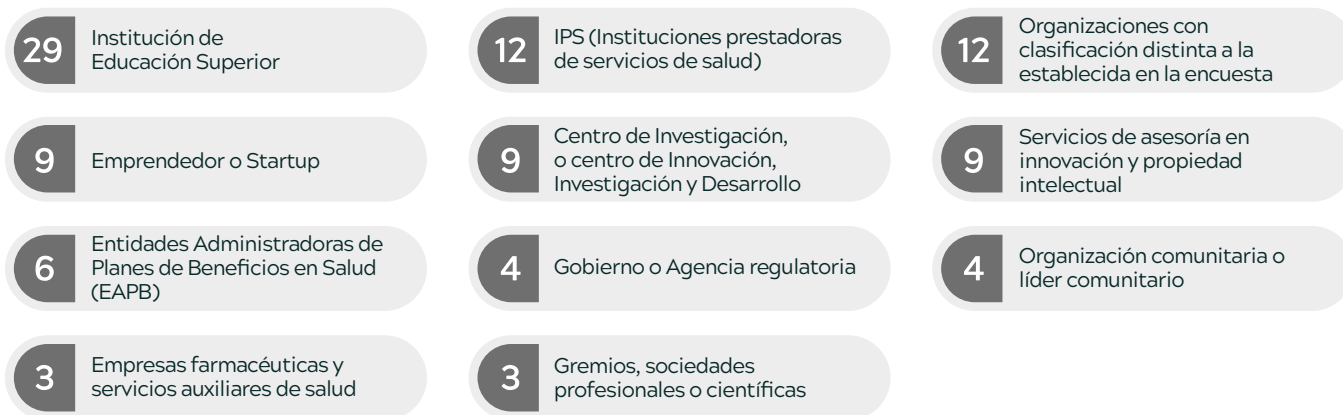 29
Institución de
Educación Superior
12
IPS (Instituciones prestadoras
de servicios de salud)
12
Organizaciones con
clasificación distinta a la
establecida en la encuesta
9
Emprendedor o Startup
9
Centro de Investigación,
o centro de Innovación,
Investigación y Desarrollo
9
Servicios de asesoría en
innovación y propiedad
intelectual
6
Entidades Administradoras de
Planes de Beneficios en Salud
(EAPB)
4
Gobierno o Agencia regulatoria
4
Organización comunitaria o
líder comunitario
3
Empresas farmacéuticas y
servicios auxiliares de salud
3
Gremios, sociedades
profesionales o científicas